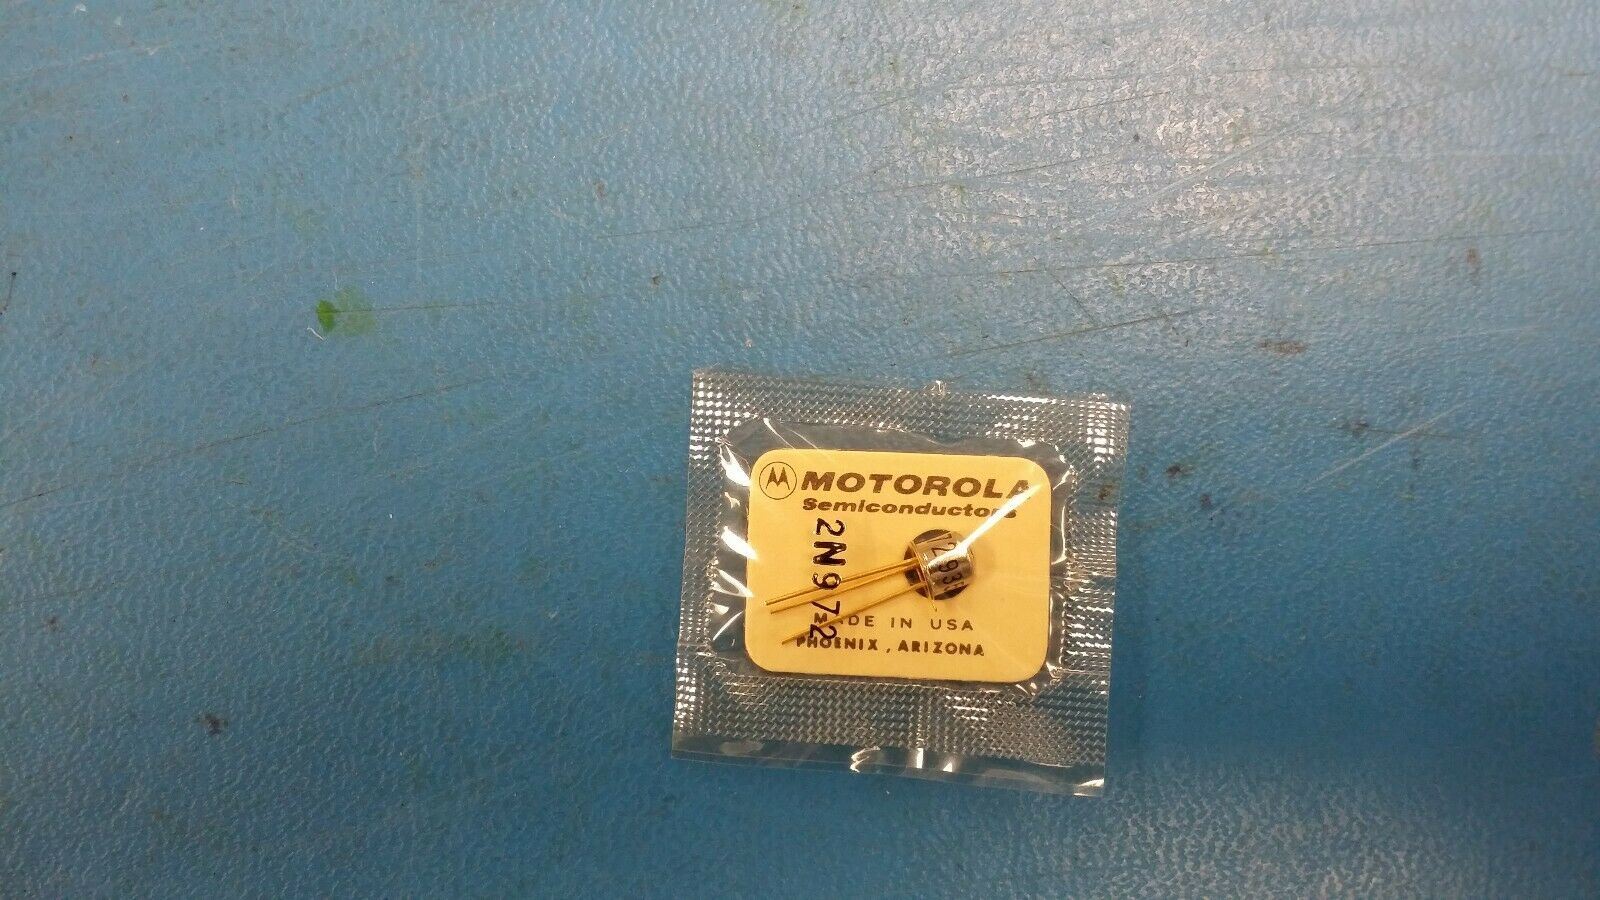 MOTOROLA
Semiconductors
2N972
MADE IN USA
PHOENIX, ARIZONA